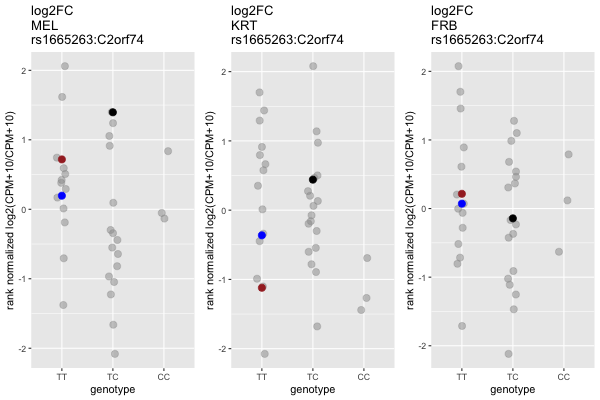 log2FC
MEL
rs1665263:C2orf74
rank normalized log2(CPM+10/CPM+10)
2
1
0
-1
-2
TT
TC
CC
genotype
log2FC
KRT
rs1665263:C2orf74
rank normalized log2(CPM+10/CPM+10)
2
1
0
-1
-2
TT
TC
CC
genotype
log2FC
FRB
rs1665263:C2orf74
rank normalized log2(CPM+10/CPM+10)
2
1
0
-1
-2
TT
TC
CC
genotype